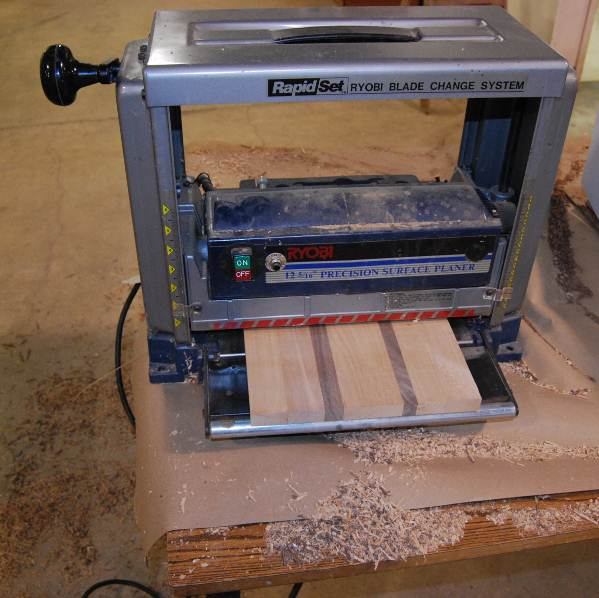 RapidSet RYOBI BLADE CHANGE SYSTEM
RYOBI
ON
OFF
12 5/16" PRECISION SURFACE PLANER